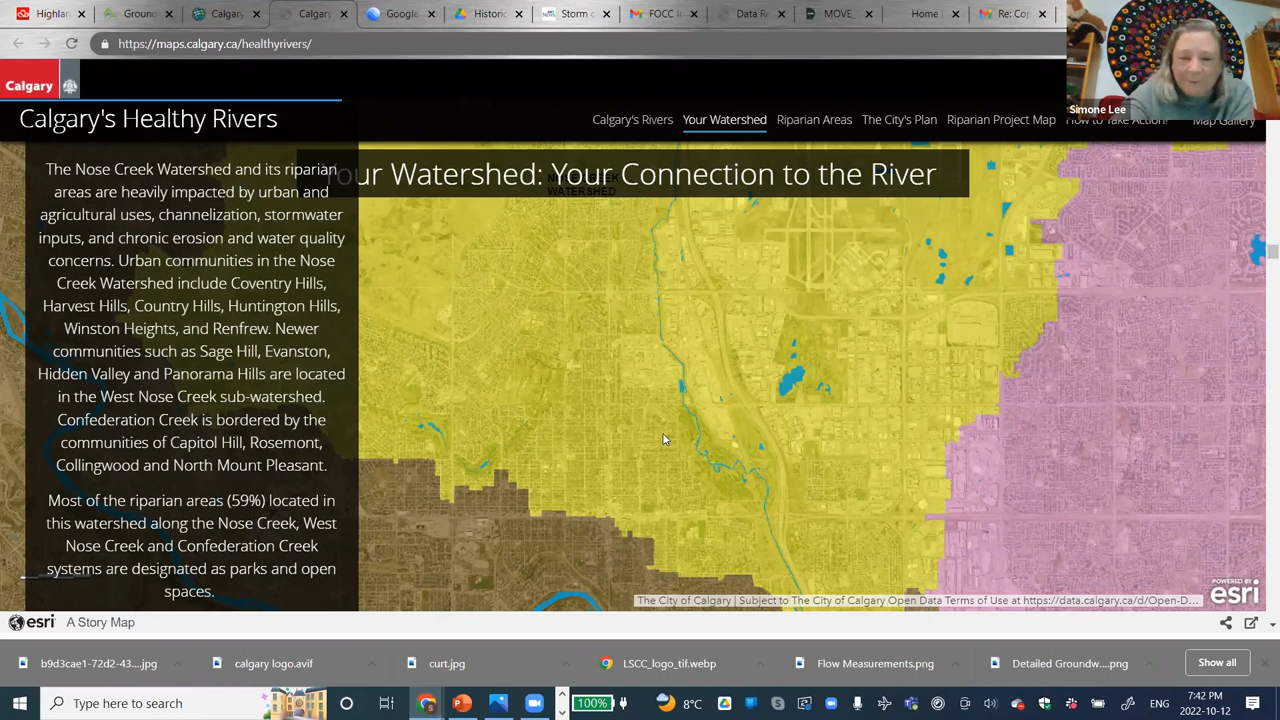 Highlan
Ground
Calgary
Calgary
Google
Historic
Storm c
FOCC in
Data Re
MOVE_
Home |
Re: Cop
https://maps.calgary.ca/healthyrivers/
Calgary
Simone Lee
Calgary's Healthy Rivers
Calgary's Rivers
Your Watershed
Riparian Areas
The City's Plan
Riparian Project Map
How to Take Action!
Map Gallery
our Watershed: Your Connection to the River
WATERSHED
The Nose Creek Watershed and its riparian
areas are heavily impacted by urban and
agricultural uses, channelization, stormwater
inputs, and chronic erosion and water quality
concerns. Urban communities in the Nose
Creek Watershed include Coventry Hills,
Harvest Hills, Country Hills, Huntington Hills,
Winston Heights, and Renfrew. Newer
communities such as Sage Hill, Evanston,
Hidden Valley and Panorama Hills are located
in the West Nose Creek sub-watershed.
Confederation Creek is bordered by the
communities of Capitol Hill, Rosemont,
Collingwood and North Mount Pleasant.
Most of the riparian areas (59%) located in
this watershed along the Nose Creek, West
Nose Creek and Confederation Creek
systems are designated as parks and open
spaces.
The City of Calgary | Subject to The City of Calgary Open Data Terms of Use at https://data.calgary.ca/d/Open-D...
POWERED BY
esri
esri
A Story Map
b9d3cae1-72d2-43....jpg
calgary logo.avif
curt.jpg
LSCC_logo_tif.webp
Flow Measurements.png
Detailed Groundw....png
Show all
Type here to search
100%
8°C
ENG
7:42 PM
2022-10-12